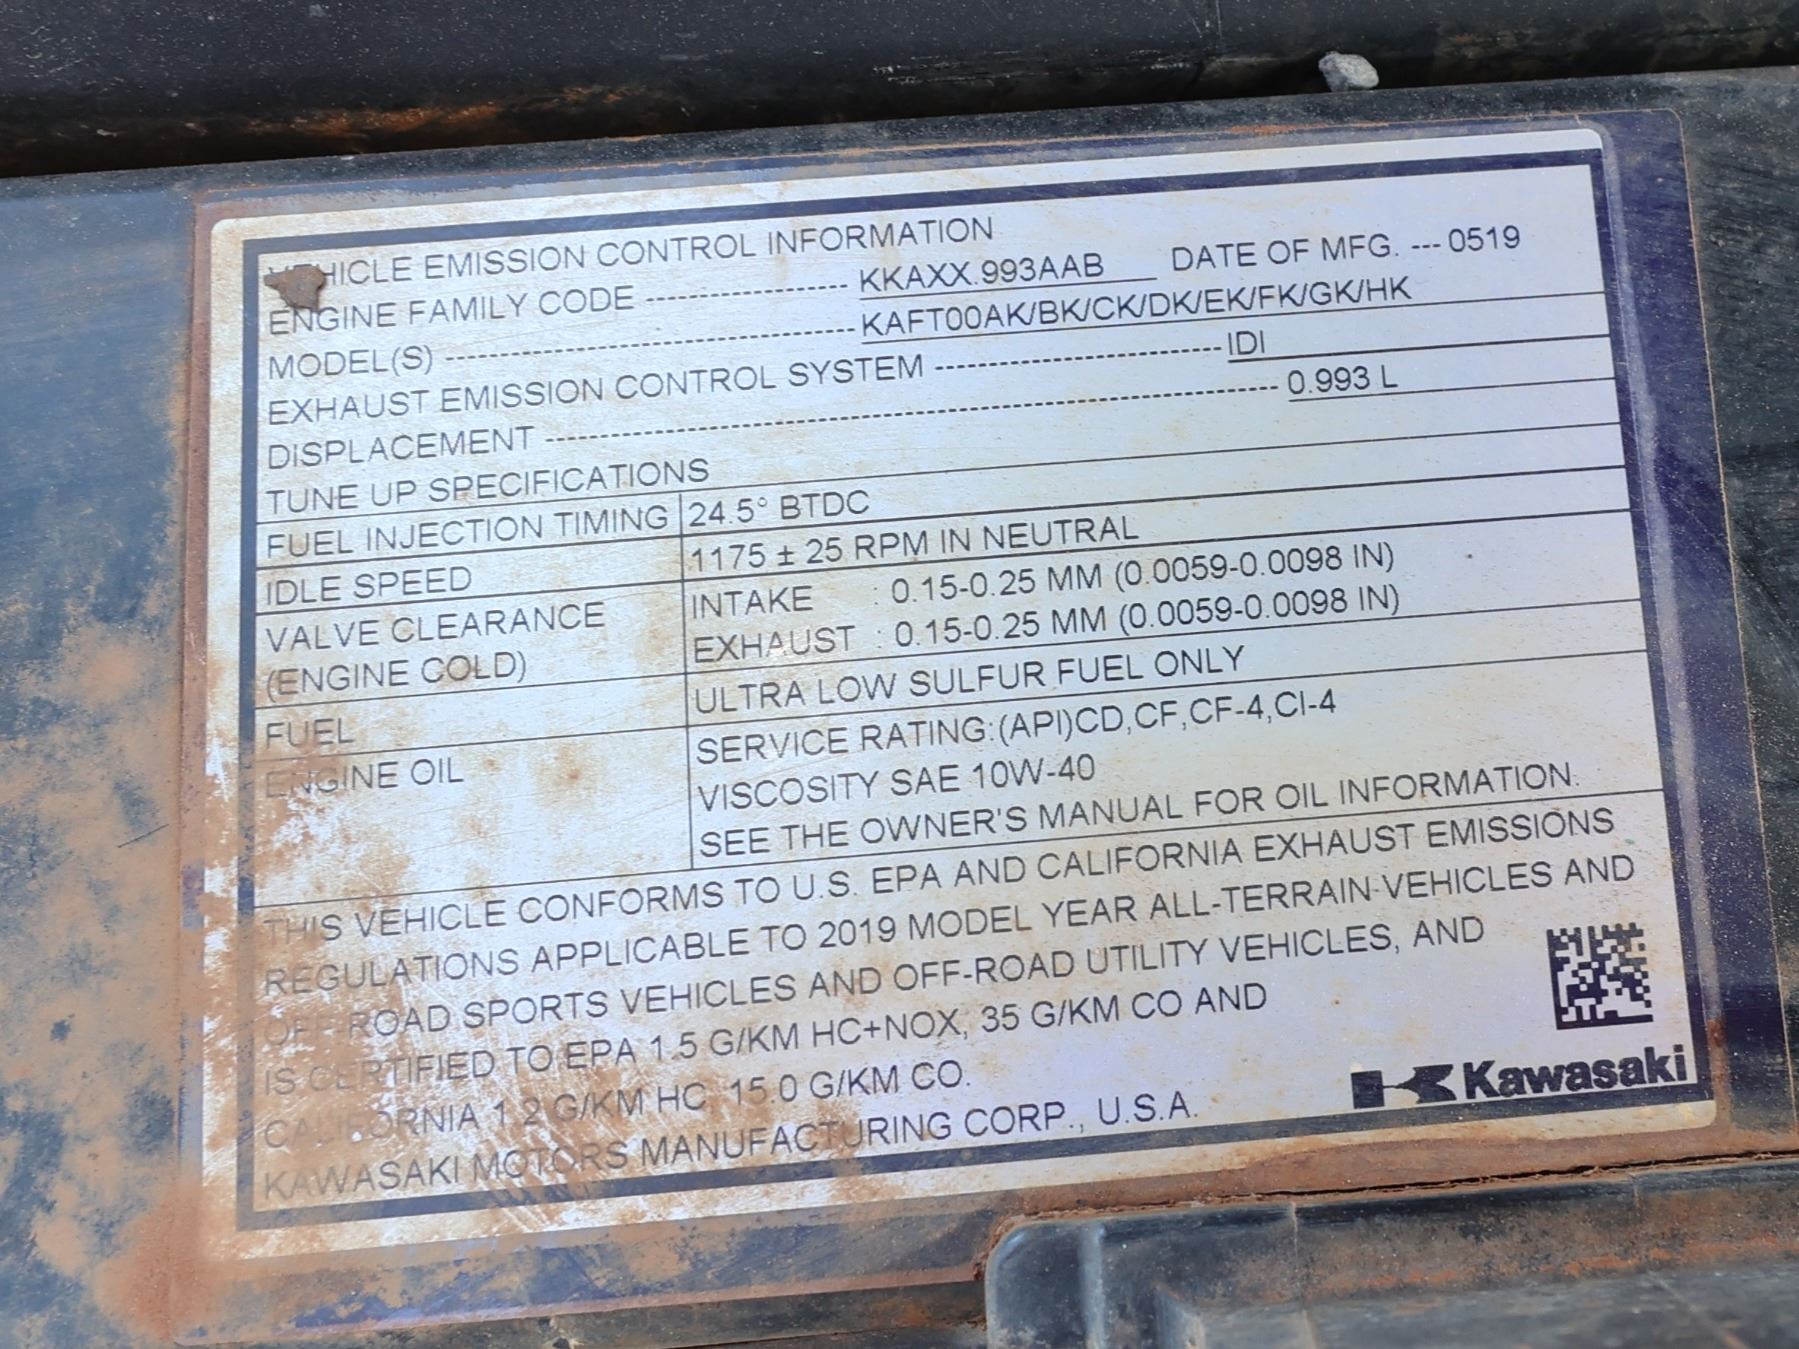 VEHICLE EMISSION CONTROL INFORMATION
ENGINE FAMILY CODE -------------------- KKAXX.993AAB DATE OF MFG. --- 0519
MODEL(S) ---------------------------------------- KAFT00AK/BK/CK/DK/EK/FK/GK/HK
EXHAUST EMISSION CONTROL SYSTEM ---------------------------- IDI
DISPLACEMENT ------------------------------------------------------------ 0.993 L
TUNE UP SPECIFICATIONS
FUEL INJECTION TIMING 24.5° BTDC
IDLE SPEED 1175 ± 25 RPM IN NEUTRAL
VALVE CLEARANCE INTAKE : 0.15-0.25 MM (0.0059-0.0098 IN)
(ENGINE COLD) EXHAUST : 0.15-0.25 MM (0.0059-0.0098 IN)
FUEL ULTRA LOW SULFUR FUEL ONLY
ENGINE OIL SERVICE RATING:(API)CD,CF,CF-4,CI-4
VISCOSITY SAE 10W-40
SEE THE OWNER'S MANUAL FOR OIL INFORMATION.
THIS VEHICLE CONFORMS TO U.S. EPA AND CALIFORNIA EXHAUST EMISSIONS
REGULATIONS APPLICABLE TO 2019 MODEL YEAR ALL-TERRAIN-VEHICLES AND
OFF-ROAD SPORTS VEHICLES AND OFF-ROAD UTILITY VEHICLES, AND
IS CERTIFIED TO EPA 1.5 G/KM HC+NOX, 35 G/KM CO AND
CALIFORNIA 1.2 G/KM HC 15.0 G/KM CO.
KAWASAKI MOTORS MANUFACTURING CORP., U.S.A.
Kawasaki